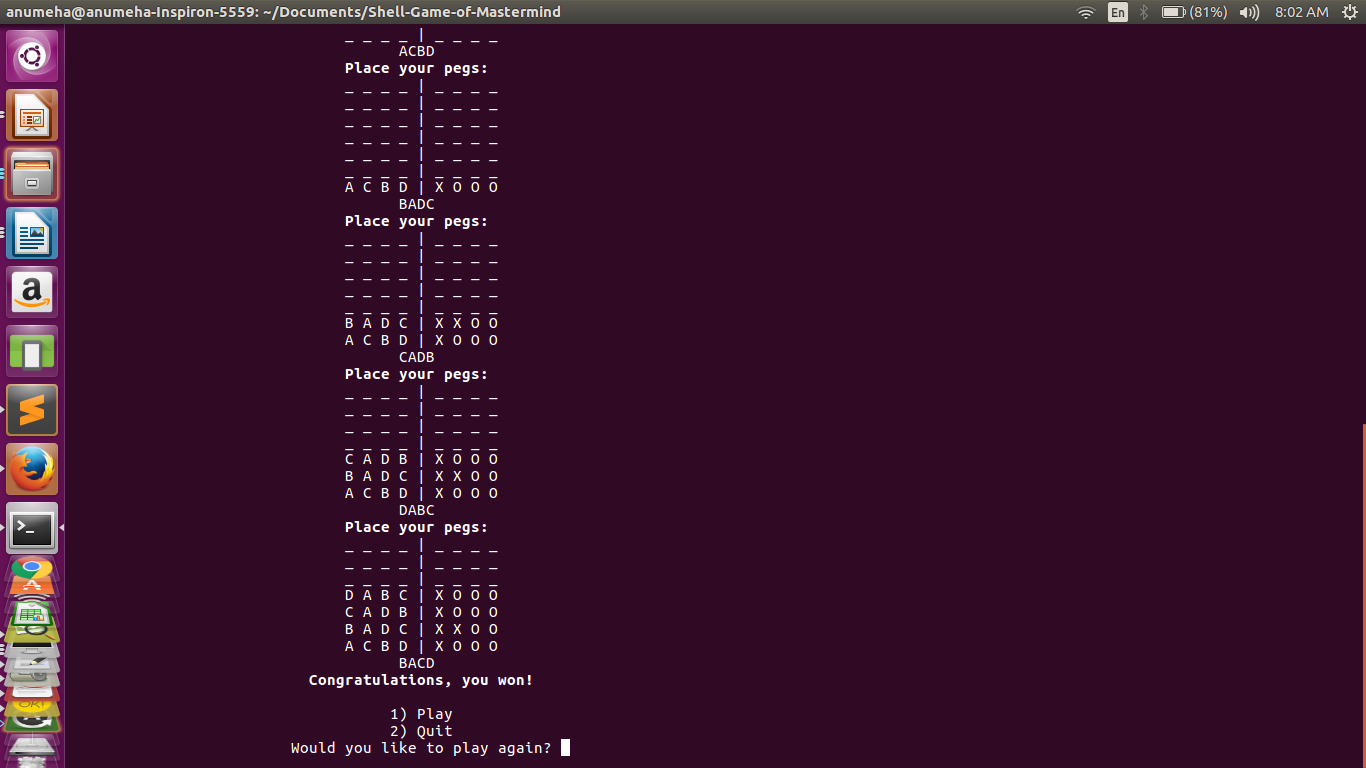 anumeha@anumeha-Inspiron-5559: ~/Documents/Shell-Game-of-Mastermind En (81%) 8:02 AM
_ _ _ _ | _ _ _ _
ACBD
Place your pegs:
_ _ _ _ | _ _ _ _
_ _ _ _ | _ _ _ _
_ _ _ _ | _ _ _ _
_ _ _ _ | _ _ _ _
_ _ _ _ | _ _ _ _
_ _ _ _ | _ _ _ _
A C B D | X O O O
BADC
Place your pegs:
_ _ _ _ | _ _ _ _
_ _ _ _ | _ _ _ _
_ _ _ _ | _ _ _ _
_ _ _ _ | _ _ _ _
_ _ _ _ | _ _ _ _
B A D C | X X O O
A C B D | X O O O
CADB
Place your pegs:
_ _ _ _ | _ _ _ _
_ _ _ _ | _ _ _ _
_ _ _ _ | _ _ _ _
_ _ _ _ | _ _ _ _
C A D B | X O O O
B A D C | X X O O
A C B D | X O O O
DABC
Place your pegs:
_ _ _ _ | _ _ _ _
_ _ _ _ | _ _ _ _
_ _ _ _ | _ _ _ _
D A B C | X O O O
C A D B | X O O O
B A D C | X X O O
A C B D | X O O O
BACD
Congratulations, you won!
1) Play
2) Quit
Would you like to play again?
a
>_